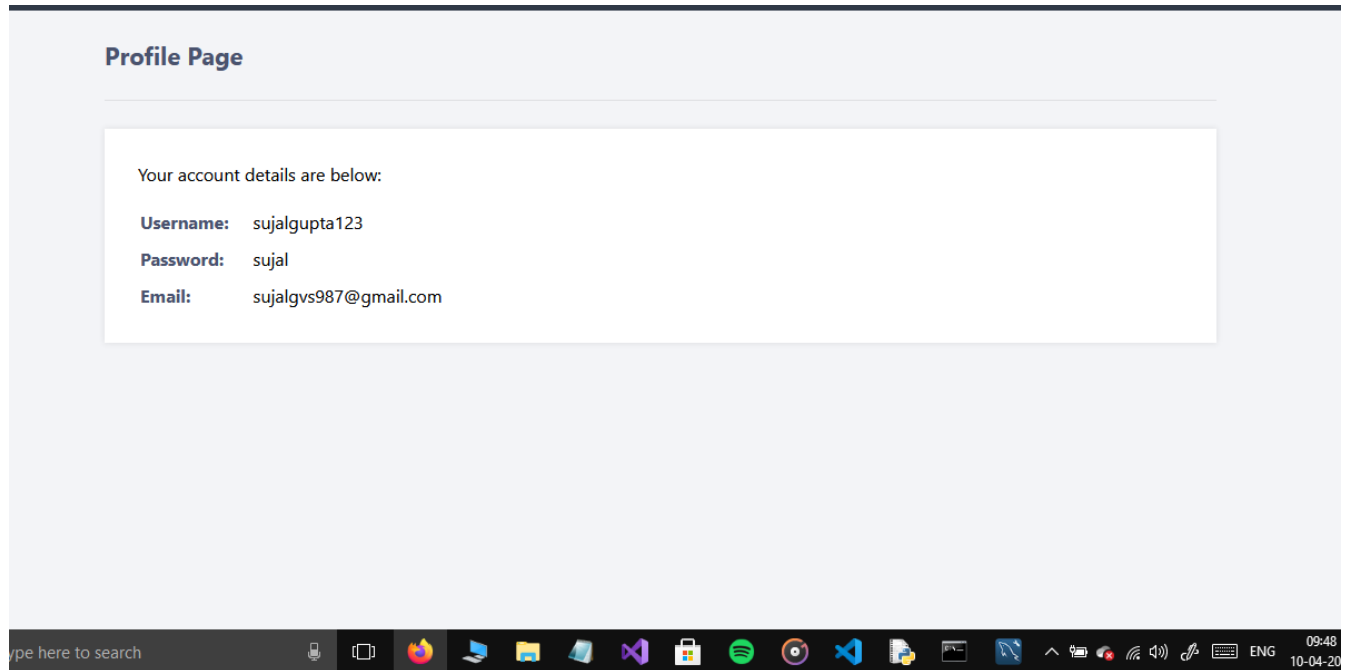 Profile Page
Your account details are below:
Username: sujalgupta123
Password: sujal
Email: sujalgvs987@gmail.com
ype here to search
ENG
09:48
10-04-20